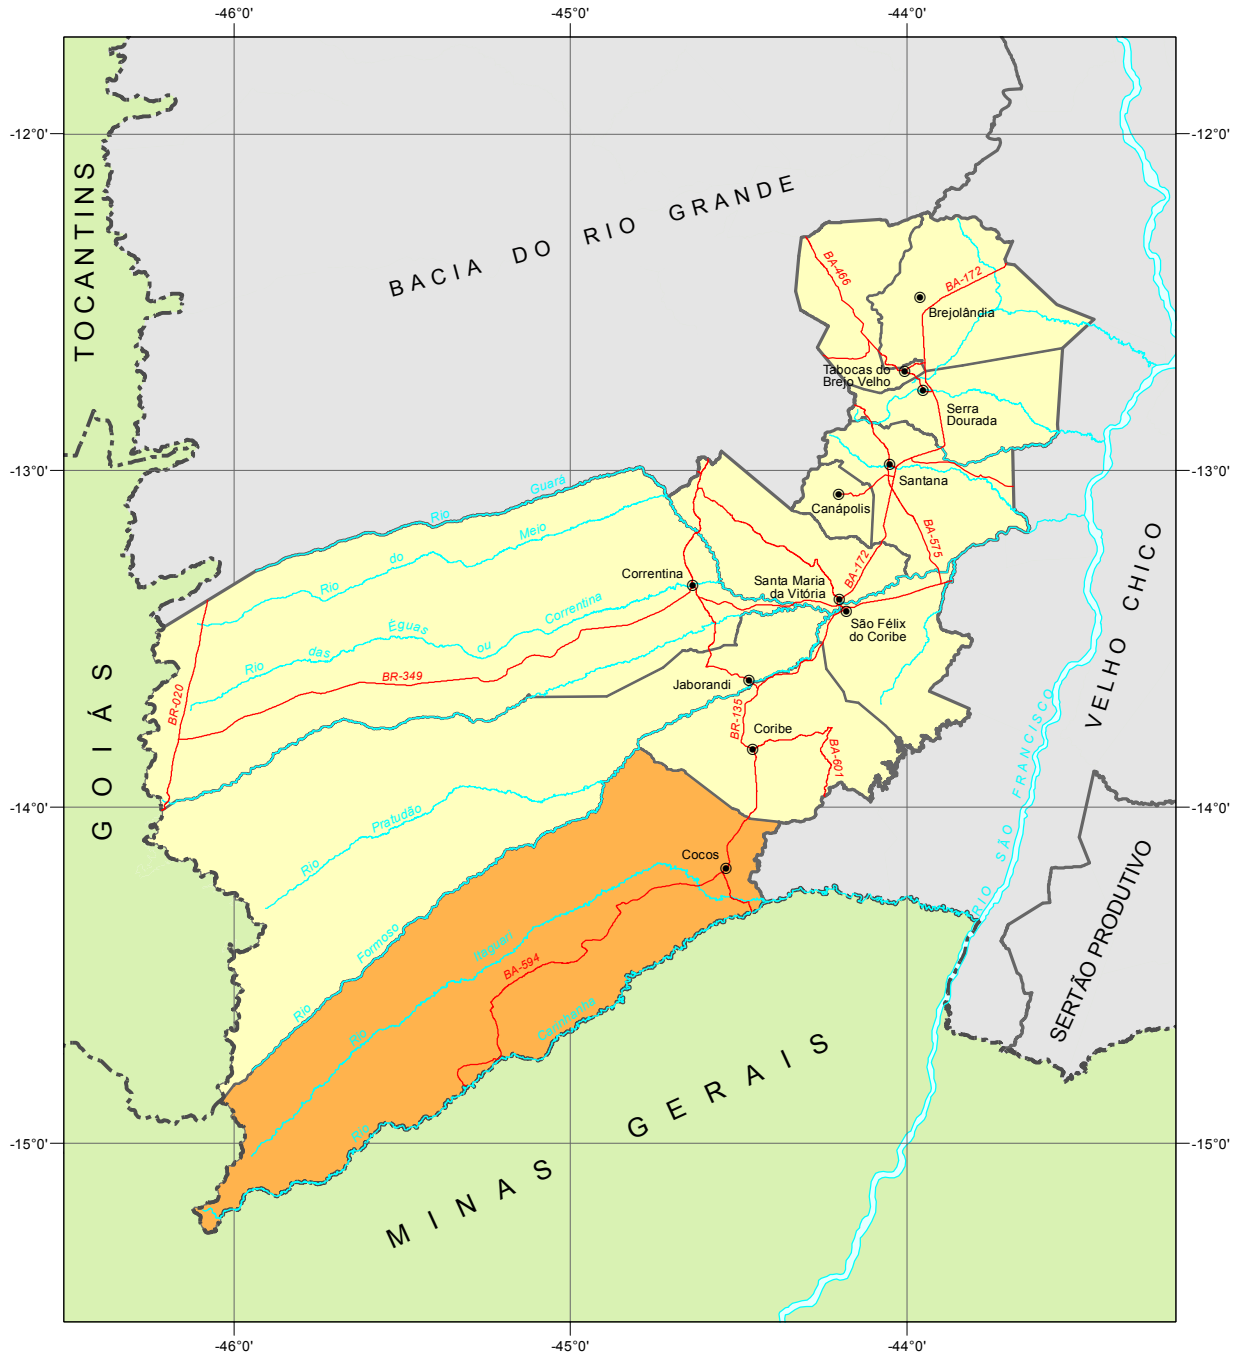 -46°0'
-45°0'
-44°0'
-12°0'
-12°0'
TOCANTINS
BACIA DO RIO GRANDE
BA-466
BA-172
Brejolândia
Tabocas do
Brejo Velho
Serra
Dourada
-13°0'
-13°0'
Santana
Canápolis
Rio Guará
Rio do Meio
BA-575
BA-172
Correntina
Santa Maria
da Vitória
São Félix
do Coribe
Rio das Éguas ou Correntina
BR-349
BR-020
Jaborandi
BR-135
Coribe
BA-601
GOIÁS
VELHO CHICO
RIO SÃO FRANCISCO
-14°0'
-14°0'
Rio Pratudão
Cocos
Rio Formoso
Rio Itaguari
BA-594
Rio Carinhanha
SERTÃO PRODUTIVO
MINAS GERAIS
-15°0'
-15°0'
-46°0'
-45°0'
-44°0'